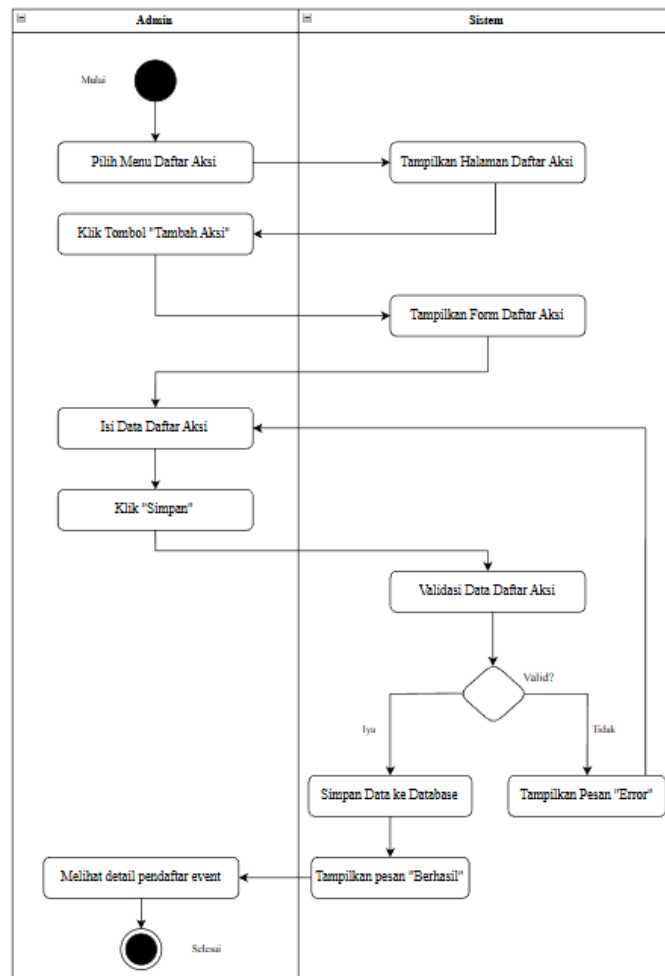 Admin
Sistem
Mulai
Pilih Menu Daftar Aksi
Tampilkan Halaman Daftar Aksi
Klik Tombol "Tambah Aksi"
Tampilkan Form Daftar Aksi
Isi Data Daftar Aksi
Klik "Simpan"
Validasi Data Daftar Aksi
Valid?
Iya
Tidak
Simpan Data ke Database
Tampilkan Pesan "Error"
Melihat detail pendaftar event
Tampilkan pesan "Berhasil"
Selesai